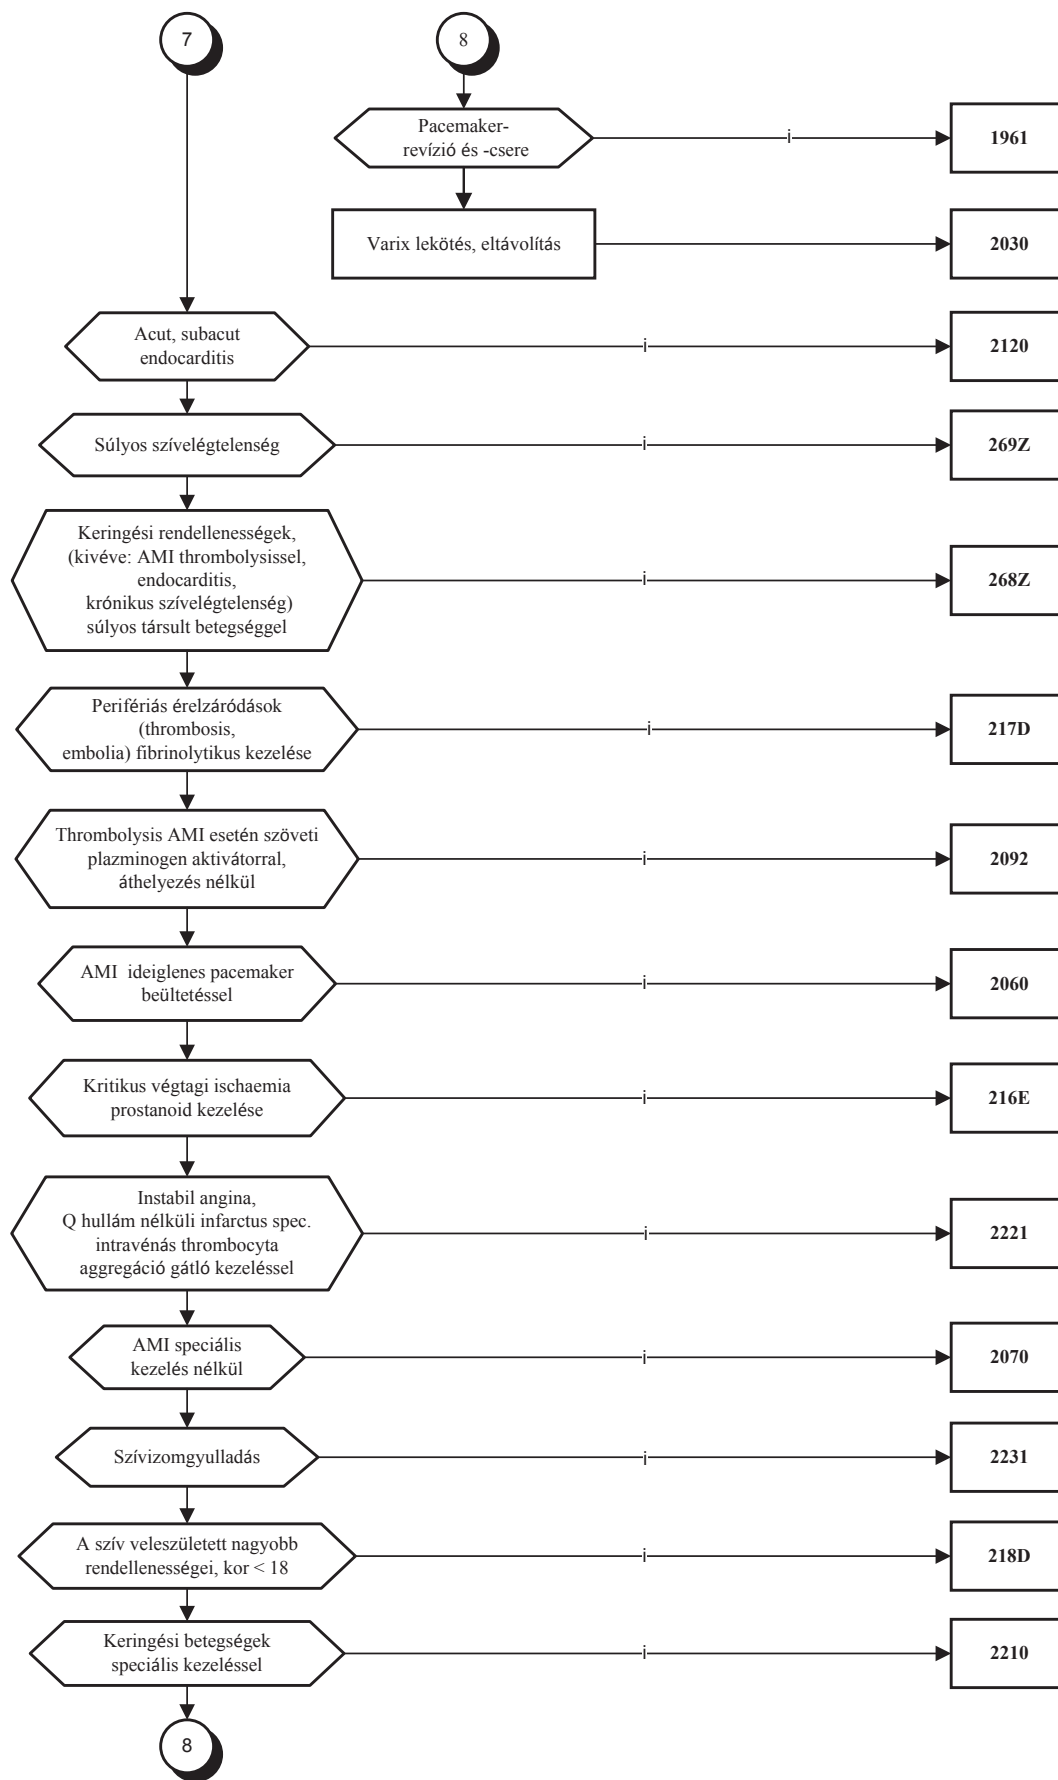 7
8
Pacemaker-
revízió és -csere
i
1961
Varix lekötés, eltávolítás
2030
Acut, subacut
endocarditis
i
2120
Súlyos szívelégtelenség
i
269Z
Keringési rendellenességek,
(kivéve: AMI thrombolysissel,
endocarditis,
krónikus szívelégtelenség)
súlyos társult betegséggel
i
268Z
Perifériás érelzáródások
(thrombosis,
embolia) fibrinolytikus kezelése
i
217D
Thrombolysis AMI esetén szöveti
plazminogen aktivátorral,
áthelyezés nélkül
i
2092
AMI ideiglenes pacemaker
beültetéssel
i
2060
Kritikus végtagi ischaemia
prostanoid kezelése
i
216E
Instabil angina,
Q hullám nélküli infarctus spec.
intravénás thrombocyta
aggregáció gátló kezeléssel
i
2221
AMI speciális
kezelés nélkül
i
2070
Szívizomgyulladás
i
2231
A szív veleszületett nagyobb
rendellenességei, kor < 18
i
218D
Keringési betegségek
speciális kezeléssel
i
2210
8